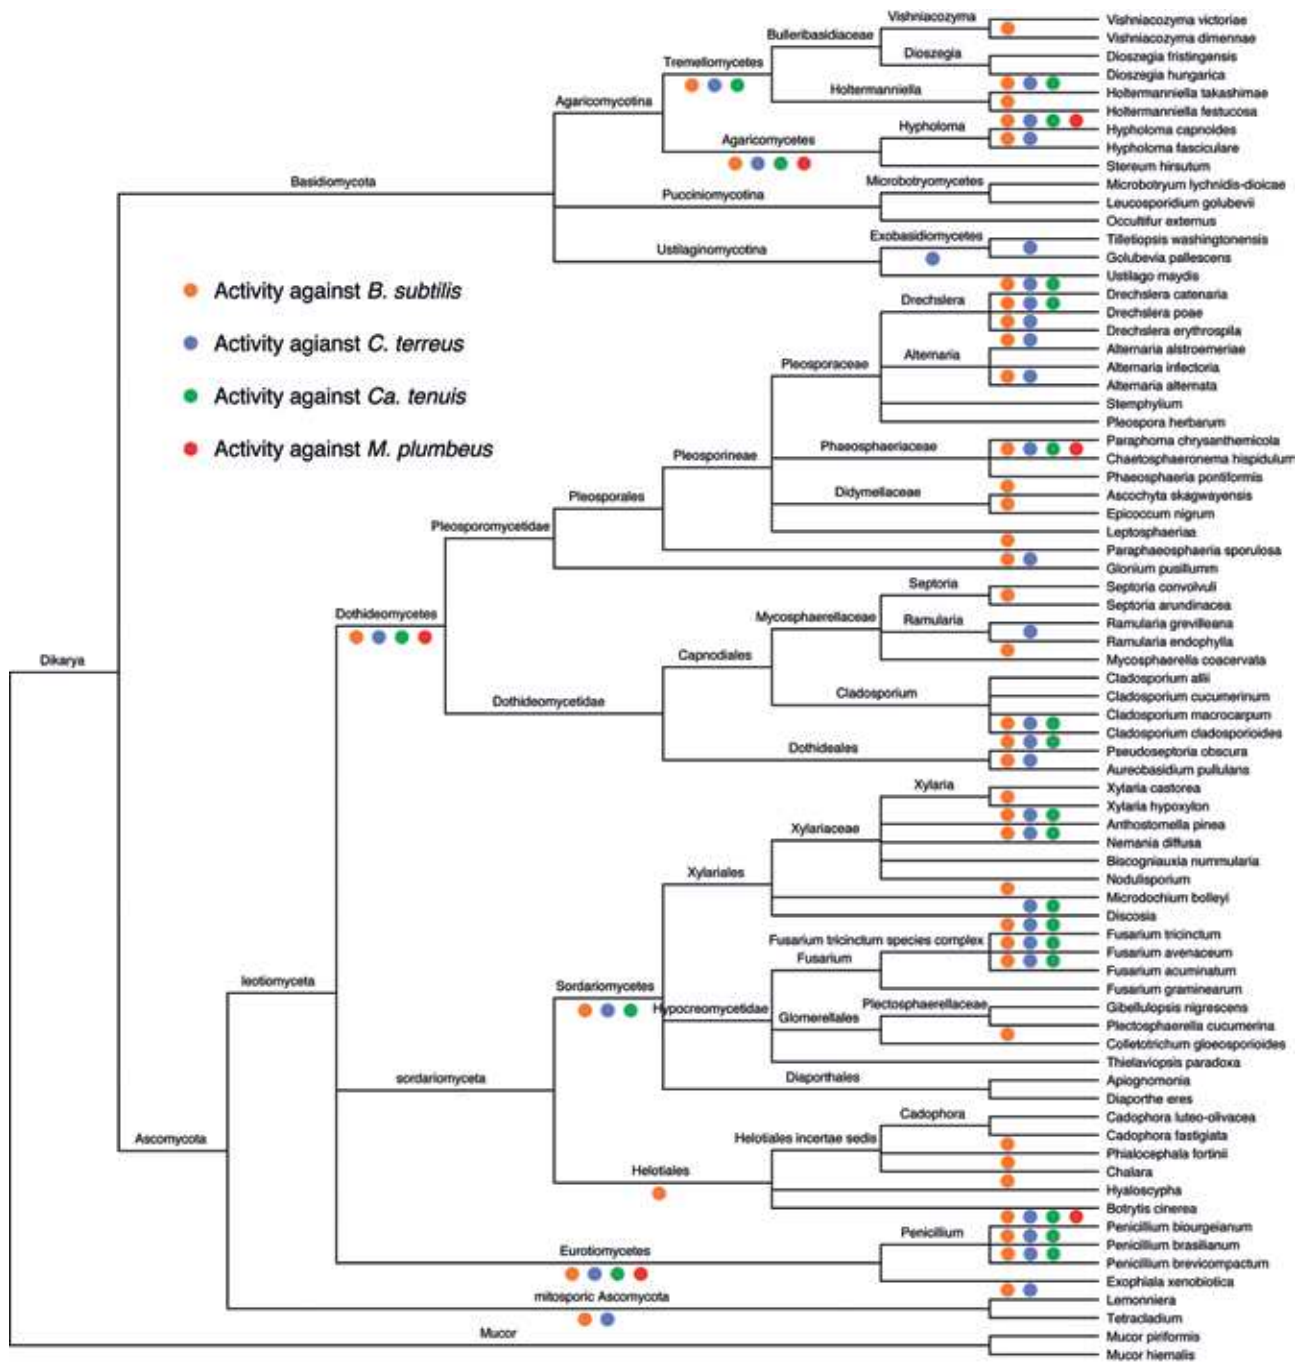 Vishniacozyma
Vishniacozyma victoriae
Bulleribasidiaceae
Vishniacozyma dimennae
Dioszegia
Dioszegia fristingensis
Tremellomycetes
Dioszegia hungarica
Holtermanniella
Holtermanniella takashimae
Agaricomycotina
Holtermanniella festucosa
Hypholoma
Hypholoma capnoides
Agaricomycetes
Hypholoma fasciculare
Stereum hirsutum
Basidiomycota
Microbotryomycetes
Microbotryum lychnidis-dioicae
Pucciniomycotina
Leucosporidium golubevii
Occultifur externus
Exobasidiomycetes
Tilletiopsis washingtonensis
Ustilaginomycotina
Golubevia pallescens
Ustilago maydis
Activity against B. subtilis
Drechslera
Drechslera catenaria
Drechslera poae
Drechslera erythrospila
Activity agianst C. terreus
Alternaria
Alternaria alstroemeriae
Pleosporaceae
Alternaria infectoria
Alternaria alternata
Activity against Ca. tenuis
Stemphylium
Pleospora herbarum
Activity against M. plumbeus
Phaeosphaeriaceae
Paraphoma chrysanthemicola
Pleosporineae
Chaetosphaeronema hispidulum
Phaeosphaeria pontiformis
Didymellaceae
Ascochyta skagwayensis
Pleosporales
Epicoccum nigrum
Pleosporomycetidae
Leptosphaeriaa
Paraphaeosphaeria sporulosa
Glonium pusillumm
Septoria
Septoria convolvuli
Septoria arundinacea
Dothideomycetes
Mycosphaerellaceae
Ramularia
Ramularia grevilleana
Ramularia endophylla
Dikarya
Capnodiales
Mycosphaerella coacervata
Cladosporium allii
Cladosporium
Cladosporium cucumerinum
Dothideomycetidae
Cladosporium macrocarpum
Cladosporium cladosporioides
Dothideales
Pseudoseptoria obscura
Aureobasidium pullulans
Xylaria
Xylaria castorea
Xylaria hypoxylon
Xylariaceae
Anthostomella pinea
Nemania diffusa
Biscogniauxia nummularia
Xylariales
Nodulisporium
Microdochium bolleyi
Discosia
Fusarium tricinctum species complex
Fusarium tricinctum
Fusarium avenaceum
Fusarium
Fusarium acuminatum
leotiomyceta
Sordariomycetes
Fusarium graminearum
Hypocreomycetidae
Plectosphaerellaceae
Gibellulopsis nigrescens
Glomerellales
Plectosphaerella cucumerina
Colletotrichum gloeosporioides
Thielaviopsis paradoxa
sordariomyceta
Diaporthales
Apiognomonia
Diaporthe eres
Cadophora
Cadophora luteo-olivacea
Ascomycota
Helotiales incertae sedis
Cadophora fastigiata
Phialocephala fortinii
Helotiales
Chalara
Hyaloscypha
Botrytis cinerea
Penicillium
Penicillium biourgeianum
Eurotiomycetes
Penicillium brasilianum
Penicillium brevicompactum
Exophiala xenobiotica
mitosporic Ascomycota
Lemonniera
Tetracladium
Mucor
Mucor piriformis
Mucor hiemalis